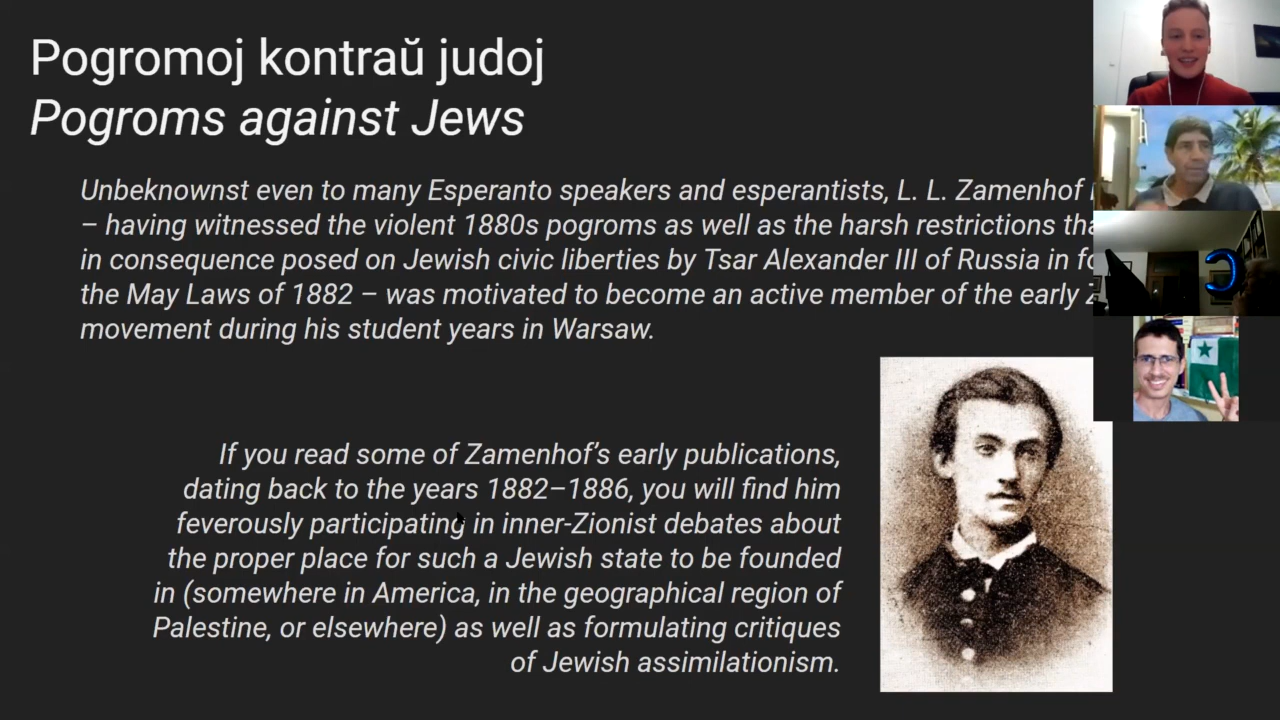 Pogromoj kontraŭ judoj
Pogroms against Jews
Unbeknownst even to many Esperanto speakers and esperantists, L. L. Zamenhof
– having witnessed the violent 1880s pogroms as well as the harsh restrictions
in consequence posed on Jewish civic liberties by Tsar Alexander III of Russia in
the May Laws of 1882 – was motivated to become an active member of the early
movement during his student years in Warsaw.
If you read some of Zamenhof’s early publications,
dating back to the years 1882–1886, you will find him
feverously participating in inner-Zionist debates about
the proper place for such a Jewish state to be founded
in (somewhere in America, in the geographical region of
Palestine, or elsewhere) as well as formulating critiques
of Jewish assimilationism.